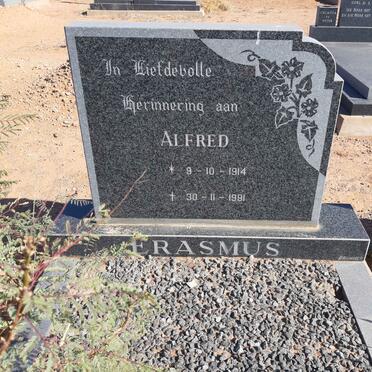 In Liefdevolle
Herinnering aan
ALFRED
* 9-10-1914
† 30-11-1991
ERASMUS